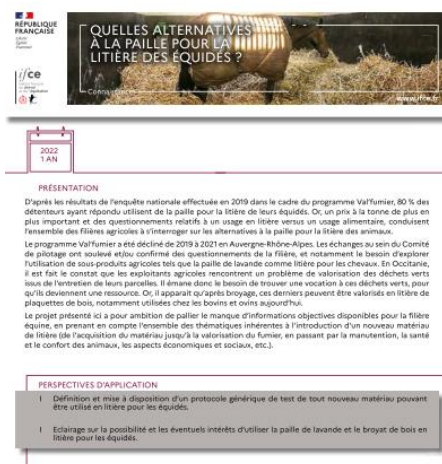 RÉPUBLIQUE
FRANÇAISE
QUELLES ALTERNATIVES
À LA PAILLE POUR LA
LITIÈRE DES ÉQUIDÉS ?
ifce
www.ifce.fr
2022
1 AN
PRÉSENTATION
D'après les résultats de l'enquête nationale effectuée en 2019 dans le cadre du programme Val'fumier, 80 % des
détenteurs ayant répondu utilisent de la paille pour la litière de leurs équidés. Or, un prix à la tonne de plus en
plus important et des questionnements relatifs à un usage en litière versus un usage alimentaire, conduisent
l'ensemble des filières agricoles à s'interroger sur les alternatives à la paille pour la litière des animaux.
Le programme Val'fumier a été décliné de 2019 à 2021 en Auvergne-Rhône-Alpes. Les échanges au sein du Comité
de pilotage ont soulevé et/ou confirmé des questionnements de la filière, et notamment le besoin d'explorer
l'utilisation de sous-produits agricoles tels que la paille de lavande comme litière pour les chevaux. En Occitanie,
il est fait le constat que les exploitants agricoles rencontrent un problème de valorisation des déchets verts
issus de l'entretien de leurs parcelles. Il émane donc le besoin de trouver une vocation à ces déchets verts, pour
qu'ils deviennent une ressource. Or, il apparait qu'après broyage, ces derniers peuvent être valorisés en litière de
plaquettes de bois, notamment utilisées chez les bovins et ovins aujourd'hui.
Le projet présenté ici a pour ambition de pallier le manque d'informations objectives disponibles pour la filière
équine, en prenant en compte l'ensemble des thématiques inhérentes à l'introduction d'un nouveau matériau
de litière (de l'acquisition du matériau jusqu'à la valorisation du fumier, en passant par la manutention, la santé
et le confort des animaux, les aspects économiques et sociaux, etc.).
PERSPECTIVES D'APPLICATION
I Définition et mise à disposition d'un protocole générique de test de tout nouveau matériau pouvant
être utilisé en litière pour les équidés.
I Eclairage sur la possibilité et les éventuels intérêts d'utiliser la paille de lavande et le broyat de bois en
litière pour les équidés.